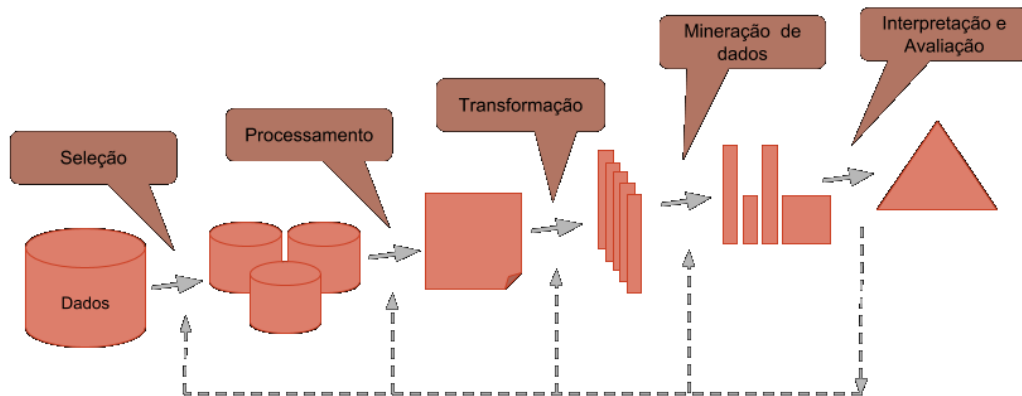 Seleção
Dados
Processamento
Transformação
Mineração de
dados
Interpretação e
Avaliação